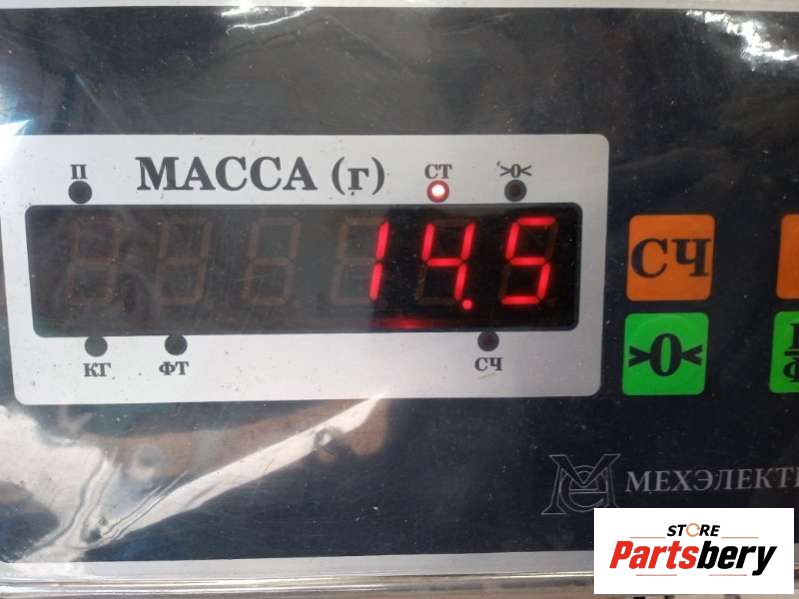 П МАССА (г) СТ >0<
14.5
КГ ФТ СЧ
СЧ
>0<
МЕХЭЛЕКТ
STORE
Partsbery